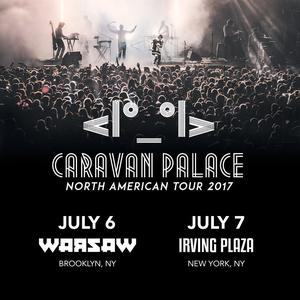 <|°_°|>
CARAVAN PALACE
NORTH AMERICAN TOUR 2017
JULY 6
WARSAW
BROOKLYN, NY
JULY 7
IRVING PLAZA
NEW YORK, NY